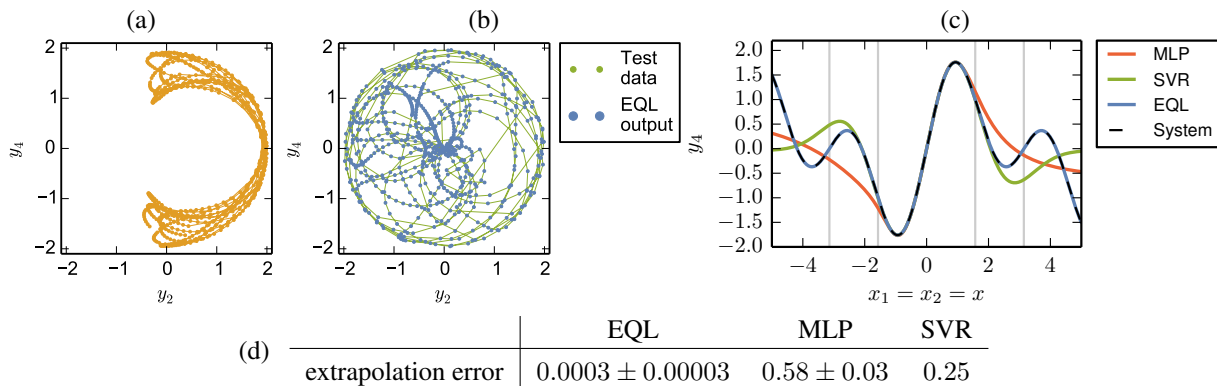 (a)
2
1
0
−1
−2
y₄
−2 −1 0 1 2
y₂
(b)
2
1
0
−1
−2
y₄
−2 −1 0 1 2
y₂
Test
data
EQL
output
(c)
2.0
1.5
1.0
0.5
0.0
−0.5
−1.0
−1.5
−2.0
y₄
−4 −2 0 2 4
x₁ = x₂ = x
MLP
SVR
EQL
System
(d)
EQL MLP SVR
extrapolation error 0.0003 ± 0.00003 0.58 ± 0.03 0.25